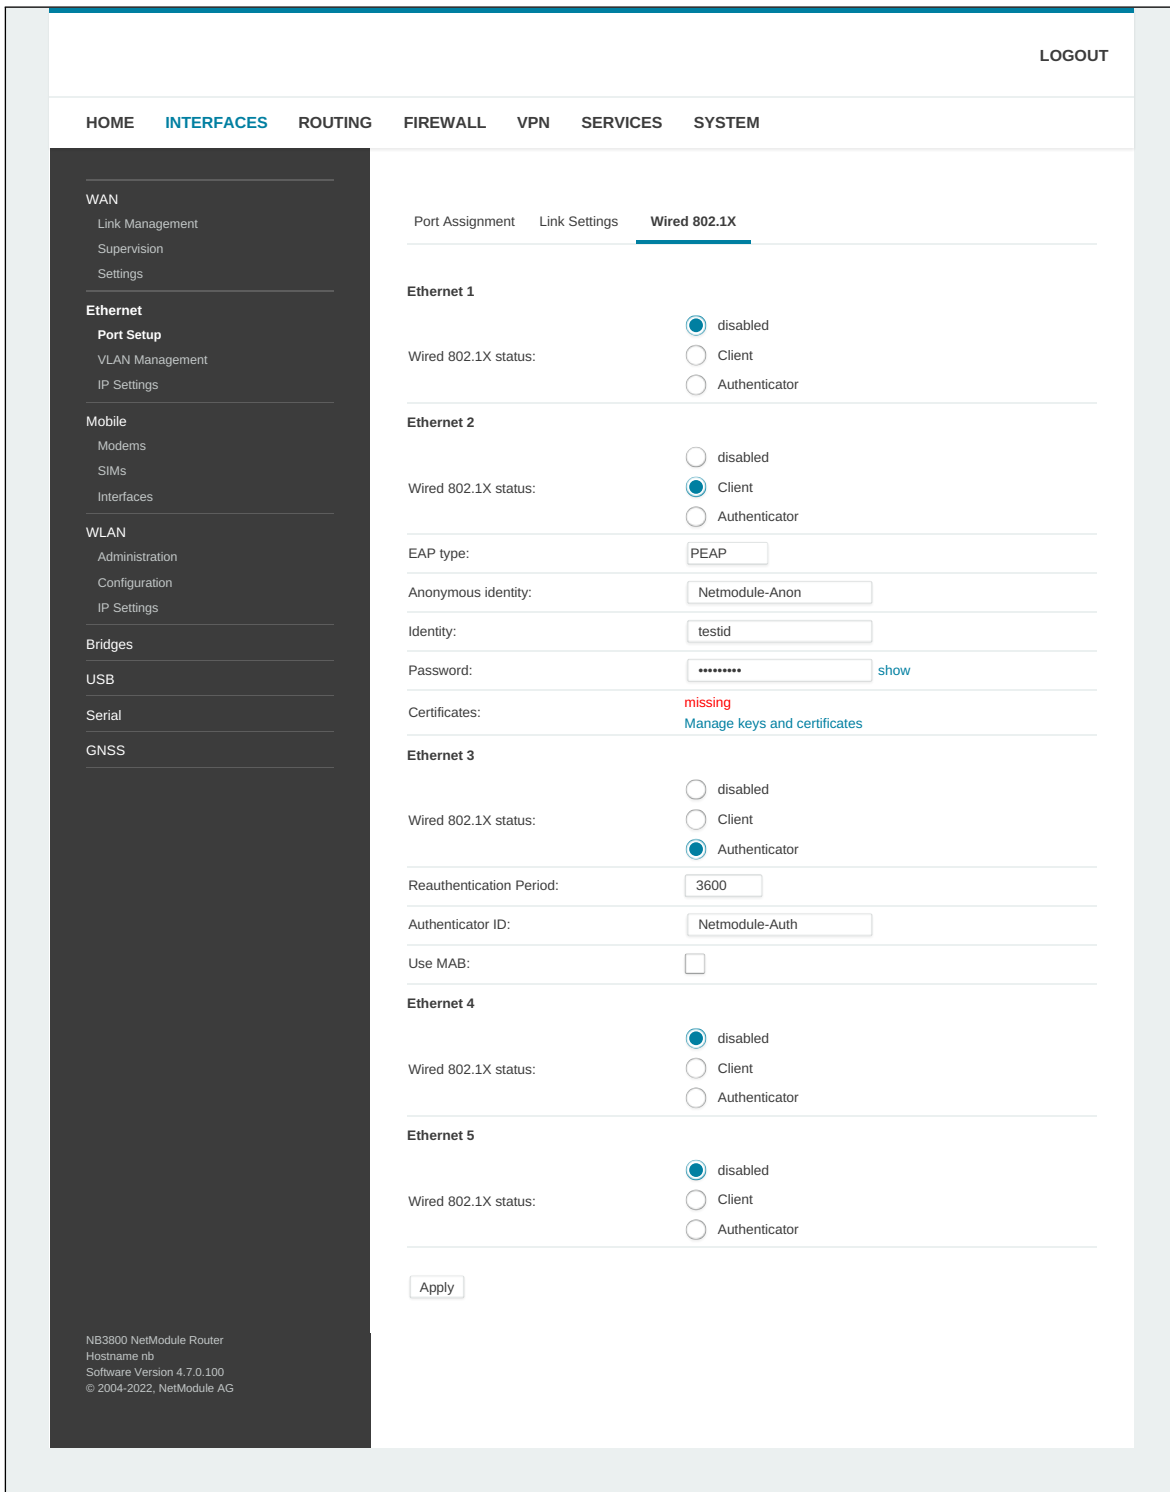 LOGOUT
HOME INTERFACES ROUTING FIREWALL VPN SERVICES SYSTEM
WAN
Link Management
Supervision
Settings
Ethernet
Port Setup
VLAN Management
IP Settings
Mobile
Modems
SIMs
Interfaces
WLAN
Administration
Configuration
IP Settings
Bridges
USB
Serial
GNSS
NB3800 NetModule Router
Hostname nb
Software Version 4.7.0.100
© 2004-2022, NetModule AG
Port Assignment Link Settings Wired 802.1X
Ethernet 1
Wired 802.1X status:
disabled
Client
Authenticator
Ethernet 2
Wired 802.1X status:
disabled
Client
Authenticator
EAP type: PEAP
Anonymous identity: Netmodule-Anon
Identity: testid
Password: ••••••••• show
Certificates:
missing
Manage keys and certificates
Ethernet 3
Wired 802.1X status:
disabled
Client
Authenticator
Reauthentication Period: 3600
Authenticator ID: Netmodule-Auth
Use MAB:
Ethernet 4
Wired 802.1X status:
disabled
Client
Authenticator
Ethernet 5
Wired 802.1X status:
disabled
Client
Authenticator
Apply